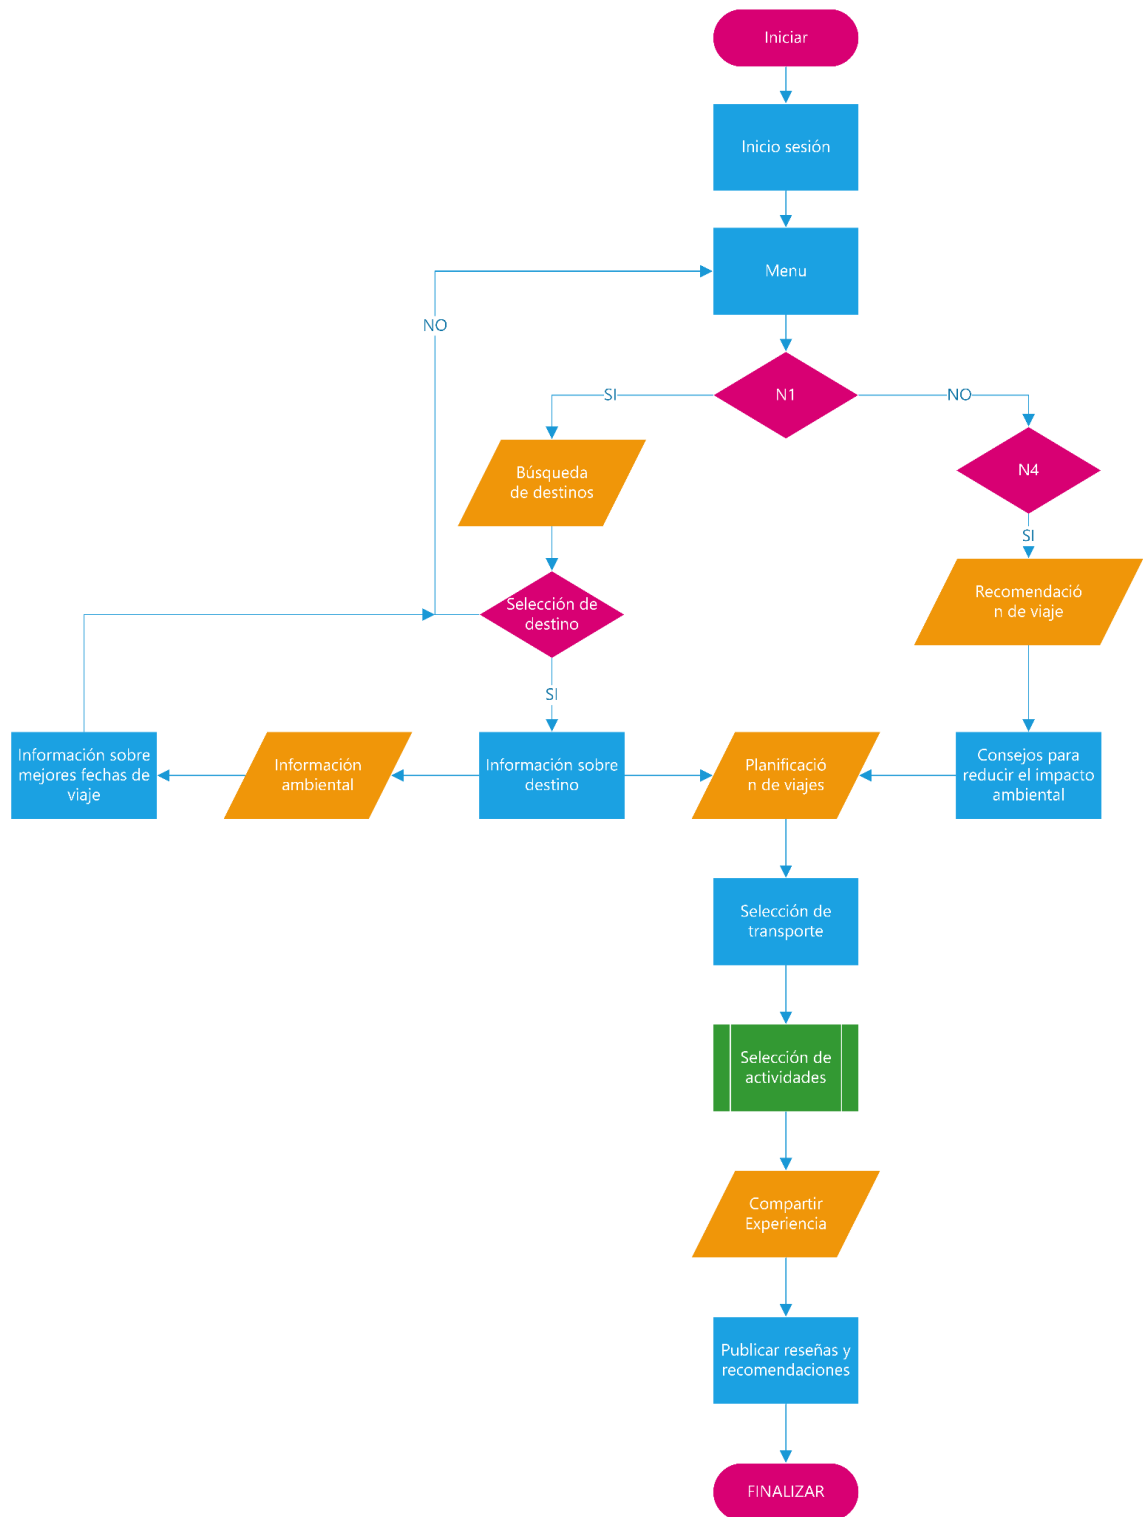 Iniciar
Inicio sesión
Menu
NO
N1
SI
NO
N4
Búsqueda
de destinos
SI
Recomendació
n de viaje
Selección de
destino
SI
Información sobre
mejores fechas de
viaje
Información
ambiental
Información sobre
destino
Planificació
n de viajes
Consejos para
reducir el impacto
ambiental
Selección de
transporte
Selección de
actividades
Compartir
Experiencia
Publicar reseñas y
recomendaciones
FINALIZAR